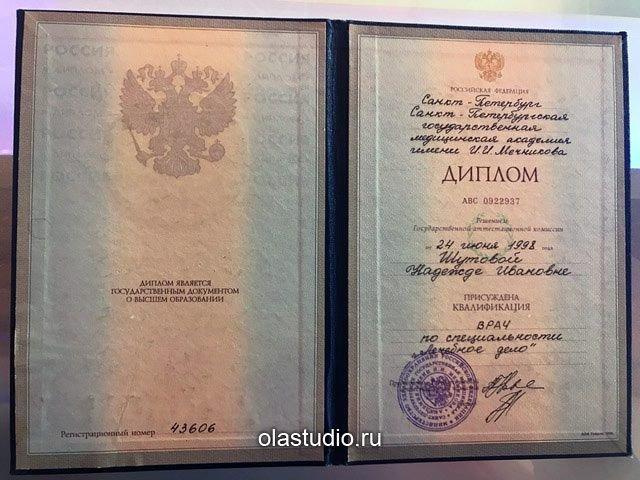 ДИПЛОМ ЯВЛЯЕТСЯ
ГОСУДАРСТВЕННЫМ ДОКУМЕНТОМ
О ВЫСШЕМ ОБРАЗОВАНИИ
Регистрационный номер 43606
РОССИЙСКАЯ ФЕДЕРАЦИЯ
Санкт-Петербург
Санкт-Петербургская
государственная
медицинская академия
имени И.И.Мечникова
ДИПЛОМ
АВС 0922937
Решением
Государственной аттестационной комиссии
от 24 июня 1998 года
Шутовой
Надежде Ивановне
ПРИСУЖДЕНА
КВАЛИФИКАЦИЯ
ВРАЧ
по специальности
"Лечебное дело"
olastudio.ru